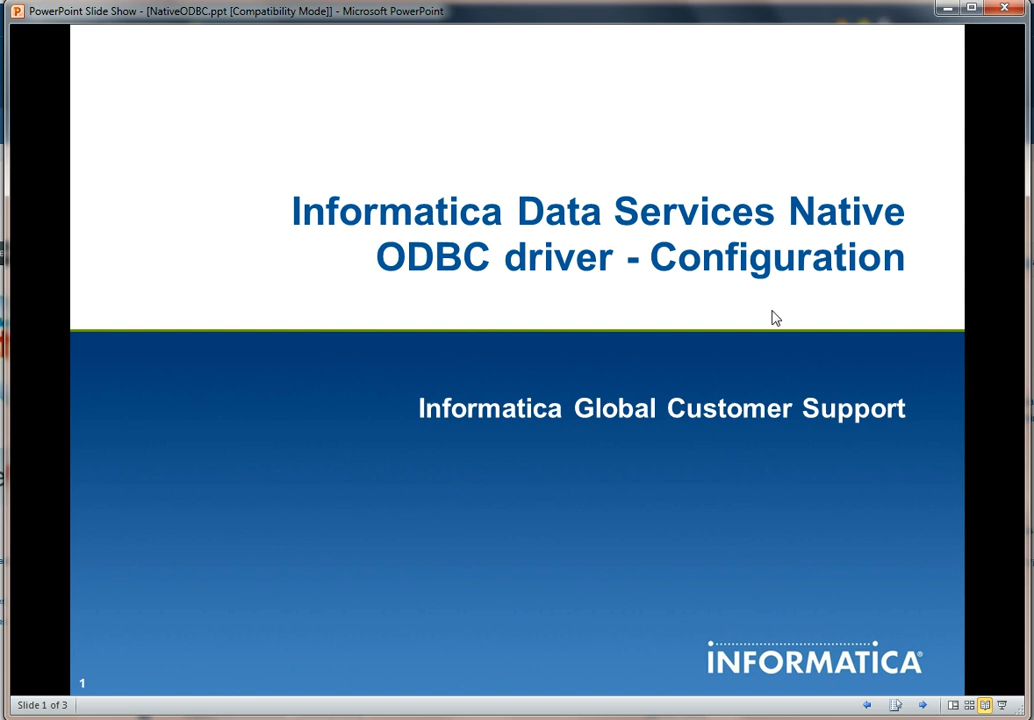 PowerPoint Slide Show - [NativeODBC.ppt [Compatibility Mode]] - Microsoft PowerPoint
Informatica Data Services Native
ODBC driver - Configuration
Informatica Global Customer Support
INFORMATICA®
1
Slide 1 of 3